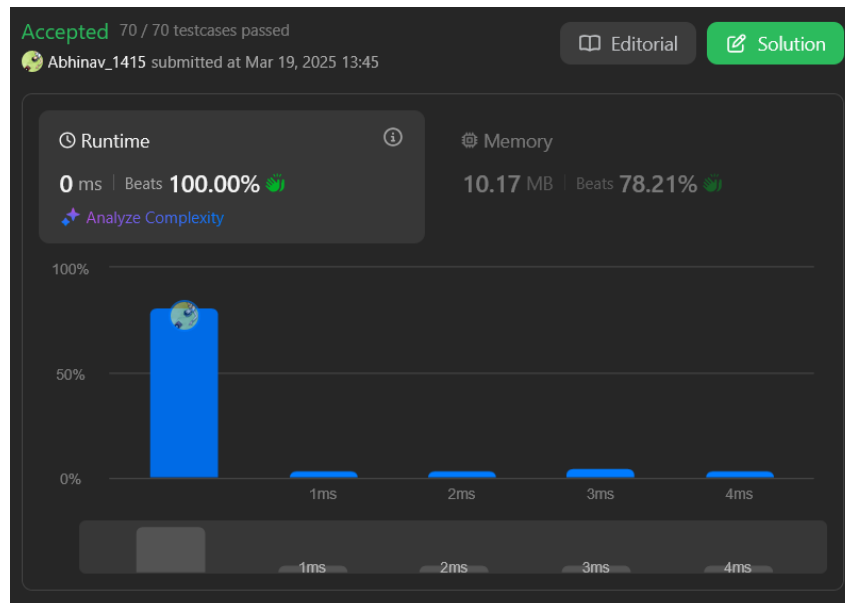 Accepted 70 / 70 testcases passed
Editorial
Solution
Abhinav_1415 submitted at Mar 19, 2025 13:45
Runtime
0 ms Beats 100.00%
Analyze Complexity
Memory
10.17 MB Beats 78.21%
100%
50%
0%
1ms 2ms 3ms 4ms
1ms 2ms 3ms 4ms